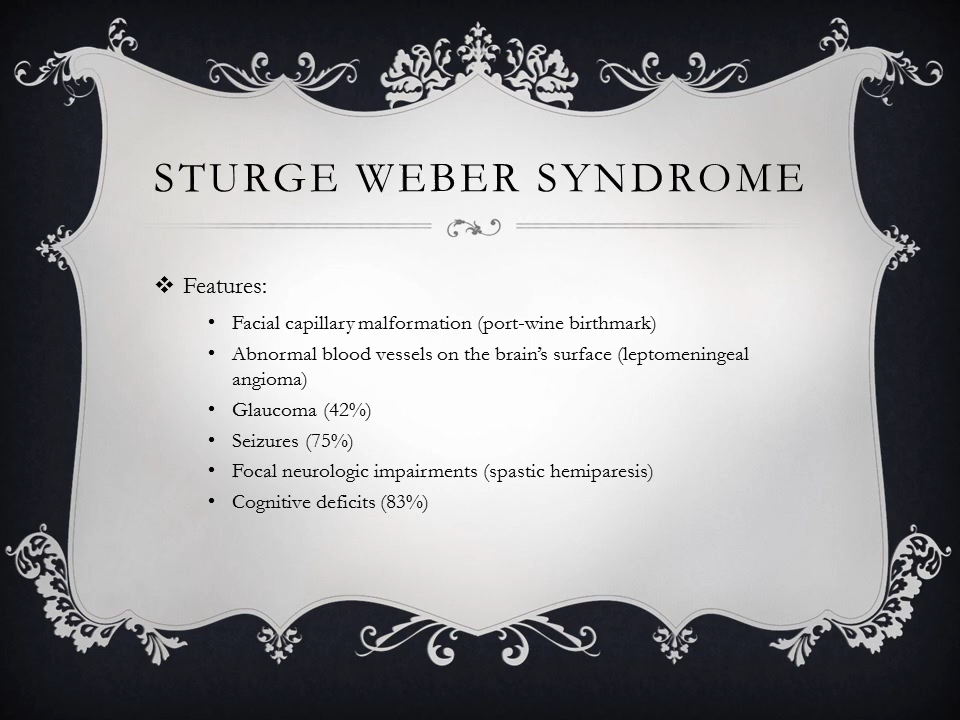 STURGE WEBER SYNDROME
❖ Features:
• Facial capillary malformation (port-wine birthmark)
• Abnormal blood vessels on the brain’s surface (leptomeningeal
angioma)
• Glaucoma (42%)
• Seizures (75%)
• Focal neurologic impairments (spastic hemiparesis)
• Cognitive deficits (83%)